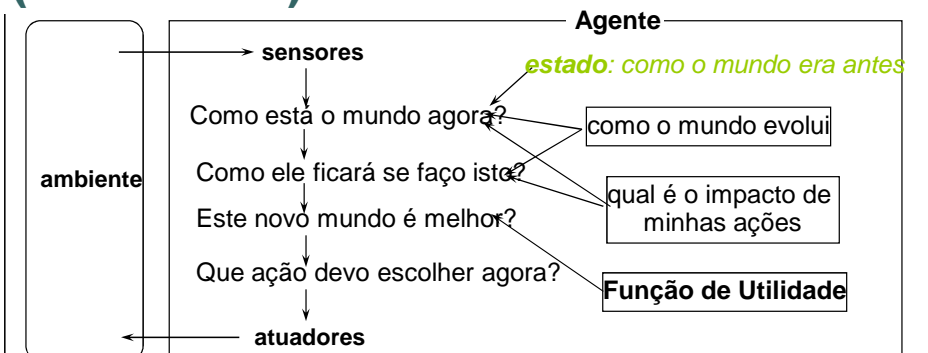 Agente
sensores
estado: como o mundo era antes
Como está o mundo agora?
como o mundo evolui
Como ele ficará se faço isto?
ambiente
qual é o impacto de
minhas ações
Este novo mundo é melhor?
Que ação devo escolher agora?
Função de Utilidade
atuadores